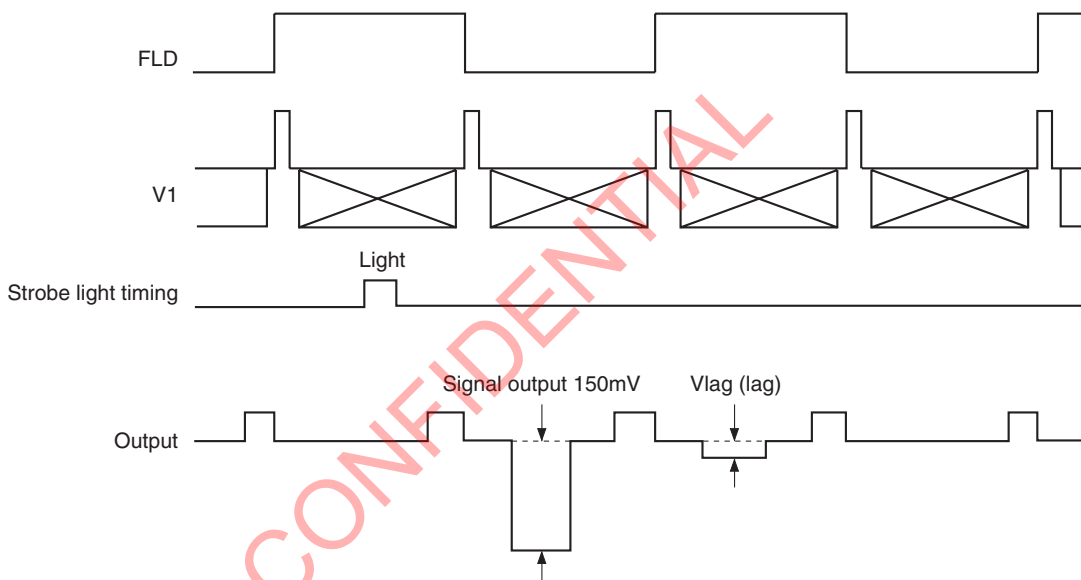 FLD
V1
Light
Strobe light timing
Signal output 150mV
Vlag (lag)
Output
CONFIDENTIAL